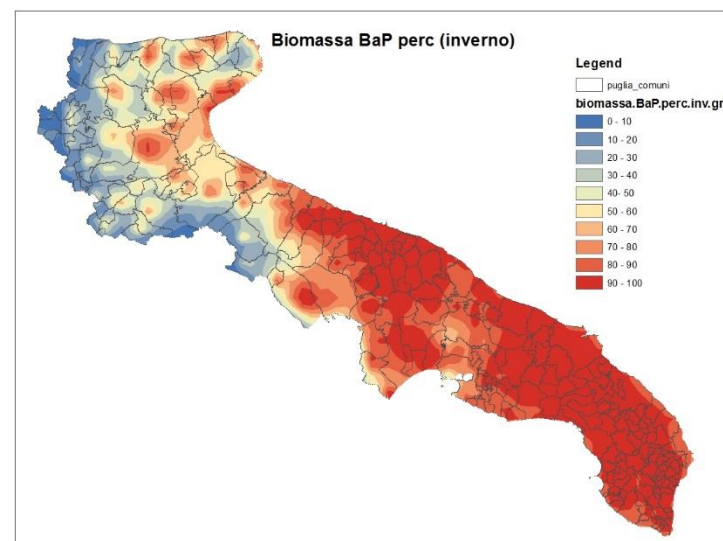 Biomassa BaP perc (inverno)
Legend
puglia_comuni
biomassa.BaP.perc.inv.gr
0 - 10
10 - 20
20 - 30
30 - 40
40- 50
50 - 60
60 - 70
70 - 80
80 - 90
90 - 100